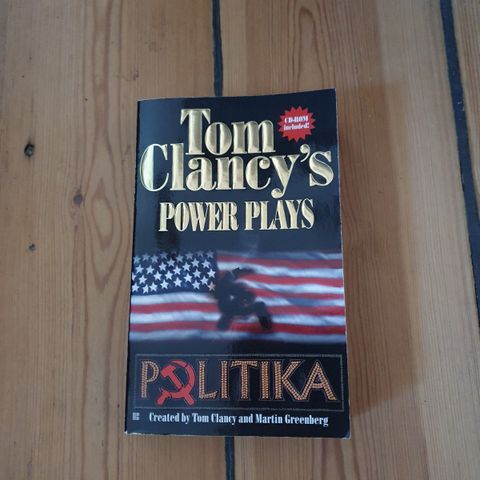 Tom
Clancy's
CD-ROM
included!
POWER PLAYS
POLITIKA
Created by Tom Clancy and Martin Greenberg